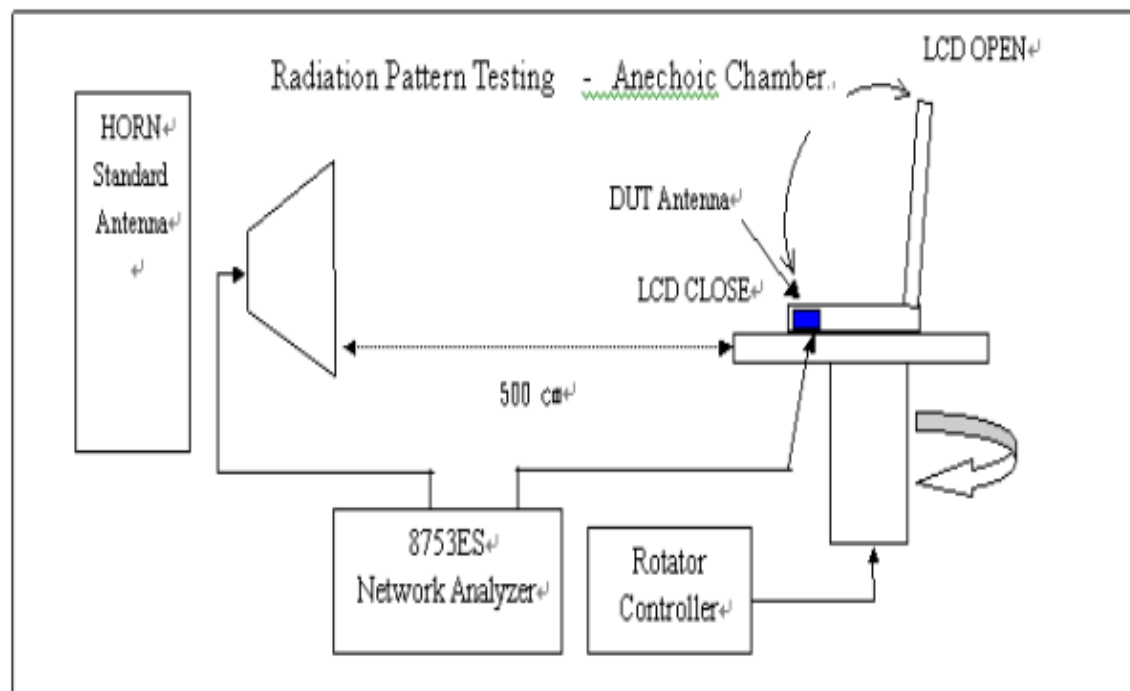 LCD OPEN↵
Radiation Pattern Testing - Anechoic Chamber.↓
HORN↵
Standard
Antenna↵
↵
DUT Antenna↵
LCD CLOSE↵
500 cm↵
8753ES↵
Network Analyzer↵
Rotator
Controller↵